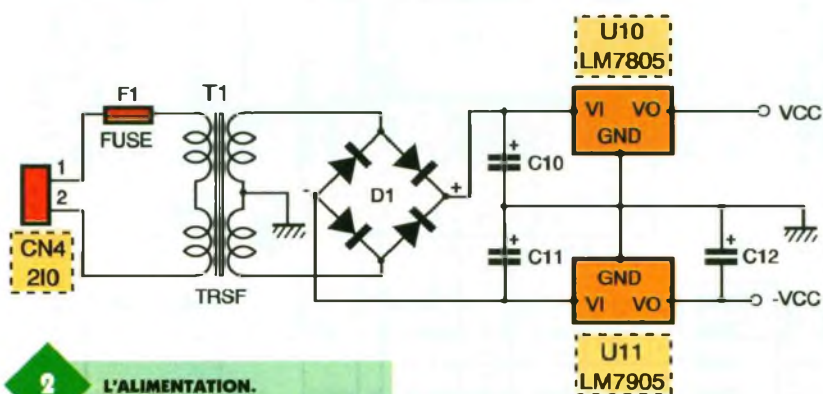 U10
LM7805
F1
T1
VI VO
GND
VCC
FUSE
1
2
C10
D1
-
+
+
+
+
CN4
2I0
C11
C12
GND
VI VO
-VCC
TRSF
U11
LM7905
2 L'ALIMENTATION.